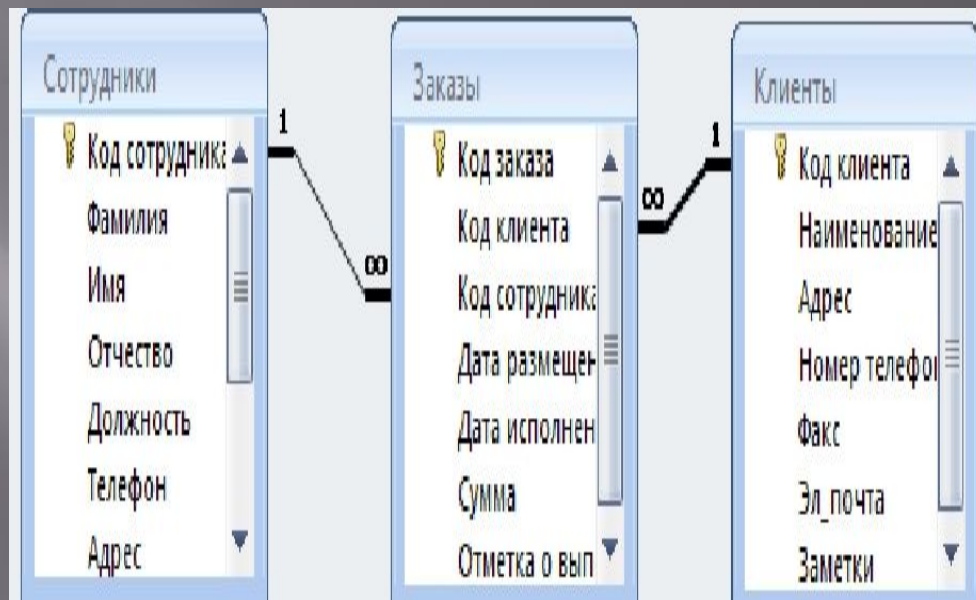 Сотрудники
Код сотрудника
Фамилия
Имя
Отчество
Должность
Телефон
Адрес
1
∞
Заказы
Код заказа
Код клиента
Код сотрудника
Дата размещен
Дата исполнен
Сумма
Отметка о вып
∞
1
Клиенты
Код клиента
Наименование
Адрес
Номер телефо
Факс
Эл_почта
Заметки